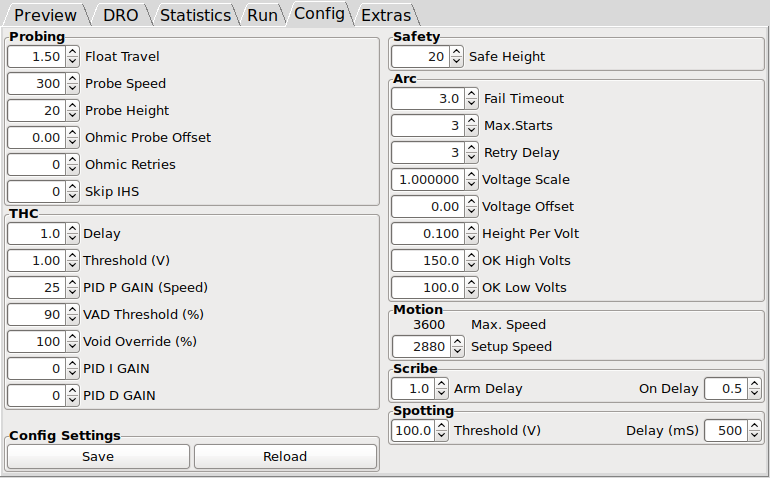 Preview DRO Statistics Run Config Extras
Probing
1.50 Float Travel
300 Probe Speed
20 Probe Height
0.00 Ohmic Probe Offset
0 Ohmic Retries
0 Skip IHS
THC
1.0 Delay
1.00 Threshold (V)
25 PID P GAIN (Speed)
90 VAD Threshold (%)
100 Void Override (%)
0 PID I GAIN
0 PID D GAIN
Config Settings
Save Reload
Safety
20 Safe Height
Arc
3.0 Fail Timeout
3 Max.Starts
3 Retry Delay
1.000000 Voltage Scale
0.00 Voltage Offset
0.100 Height Per Volt
150.0 OK High Volts
100.0 OK Low Volts
Motion
3600 Max. Speed
2880 Setup Speed
Scribe
1.0 Arm Delay On Delay 0.5
Spotting
100.0 Threshold (V) Delay (mS) 500